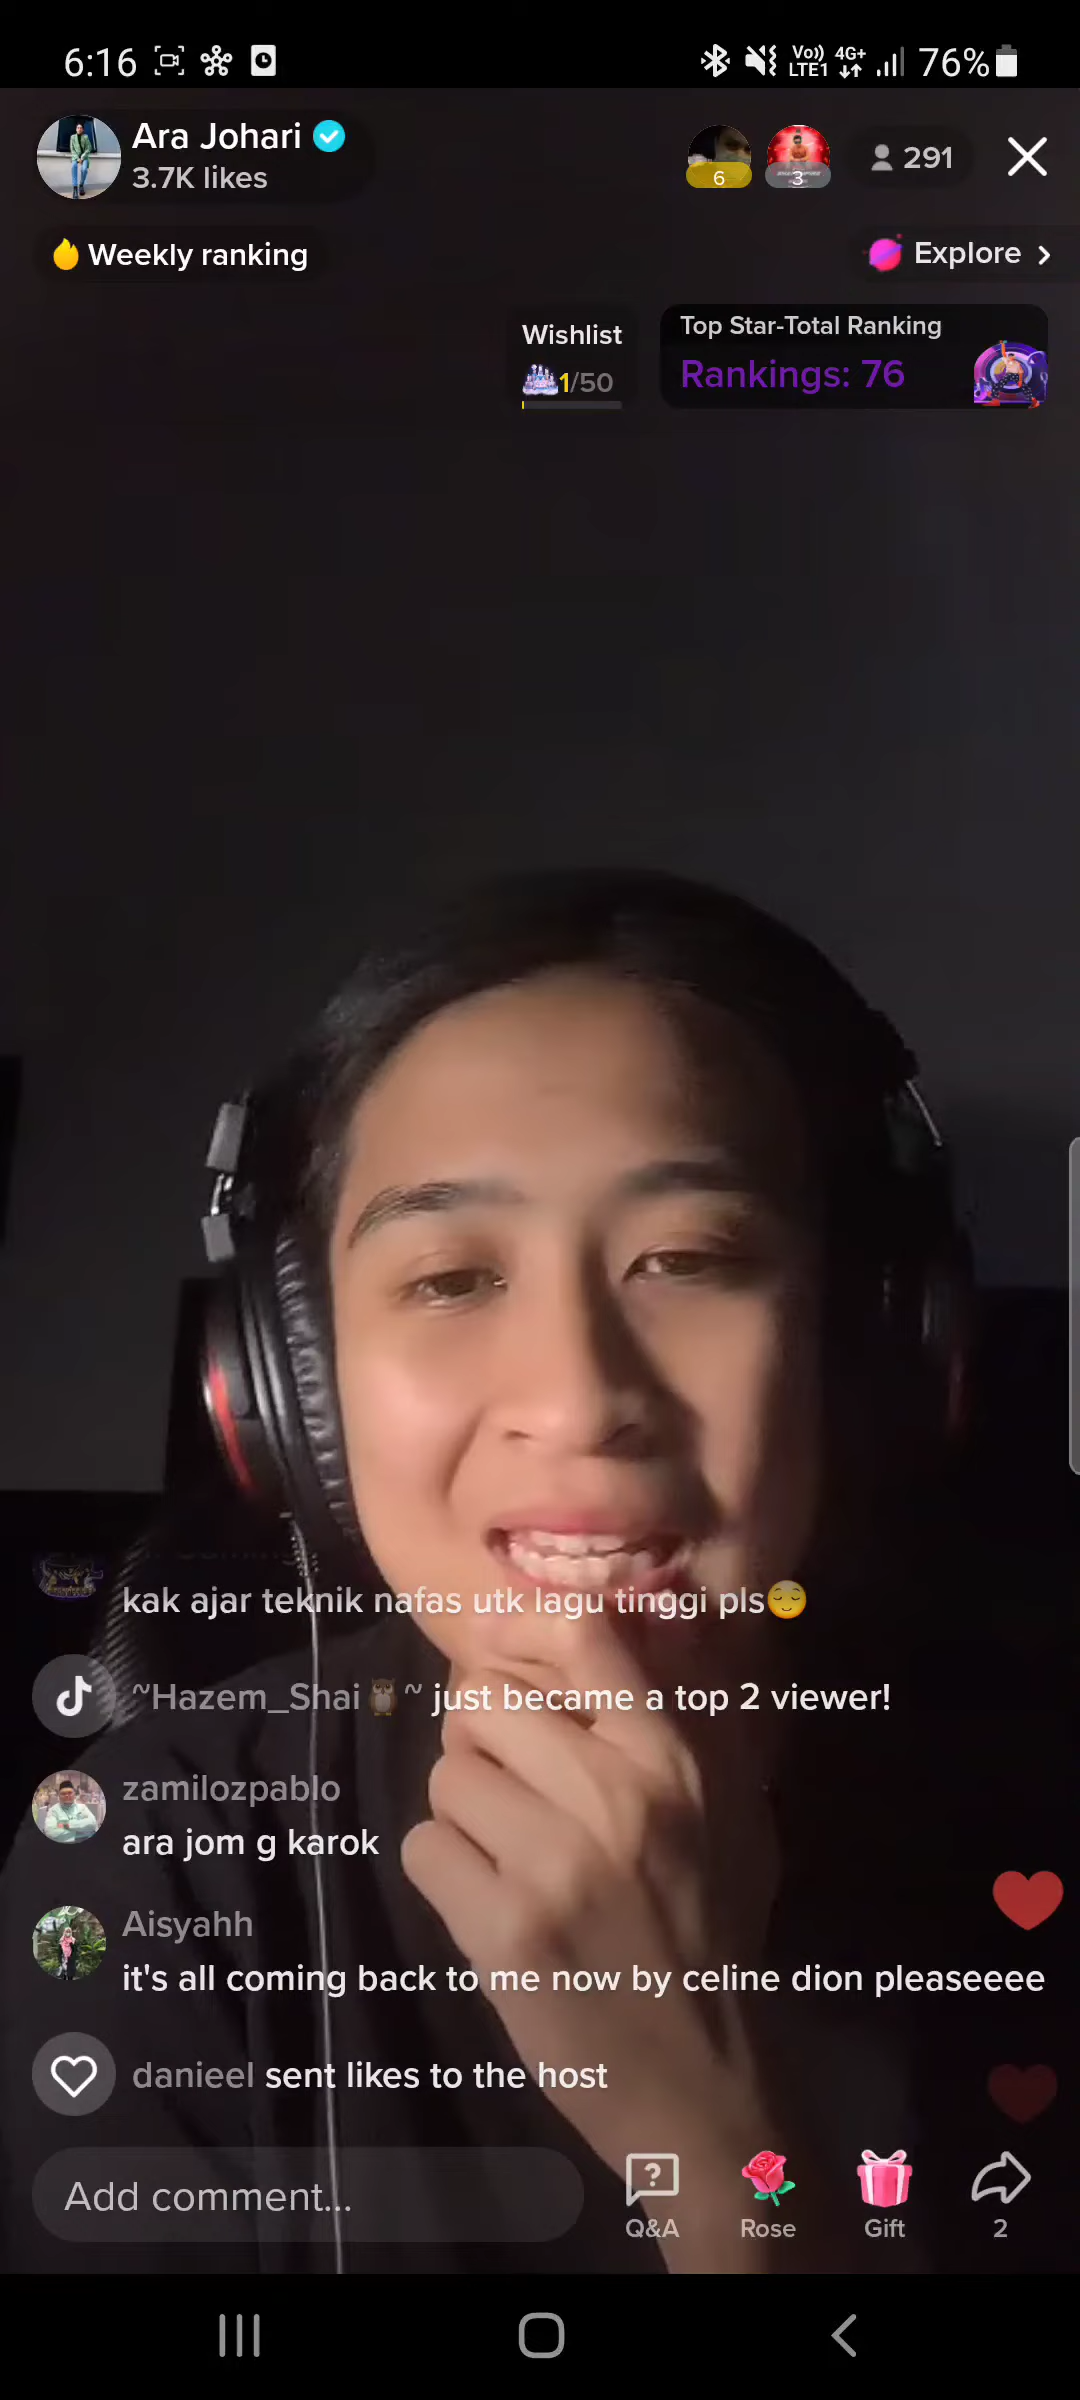 6:16
Vo)) LTE1 4G+ 76%
Ara Johari
3.7K likes
6
3
291
Weekly ranking
Explore >
Wishlist
1/50
Top Star-Total Ranking
Rankings: 76
kak ajar teknik nafas utk lagu tinggi pls😌
~Hazem_Shai🦉~ just became a top 2 viewer!
zamilozpablo
ara jom g karok
Aisyahh
it's all coming back to me now by celine dion pleaseeee
danieel sent likes to the host
Add comment...
Q&A
Rose
Gift
2